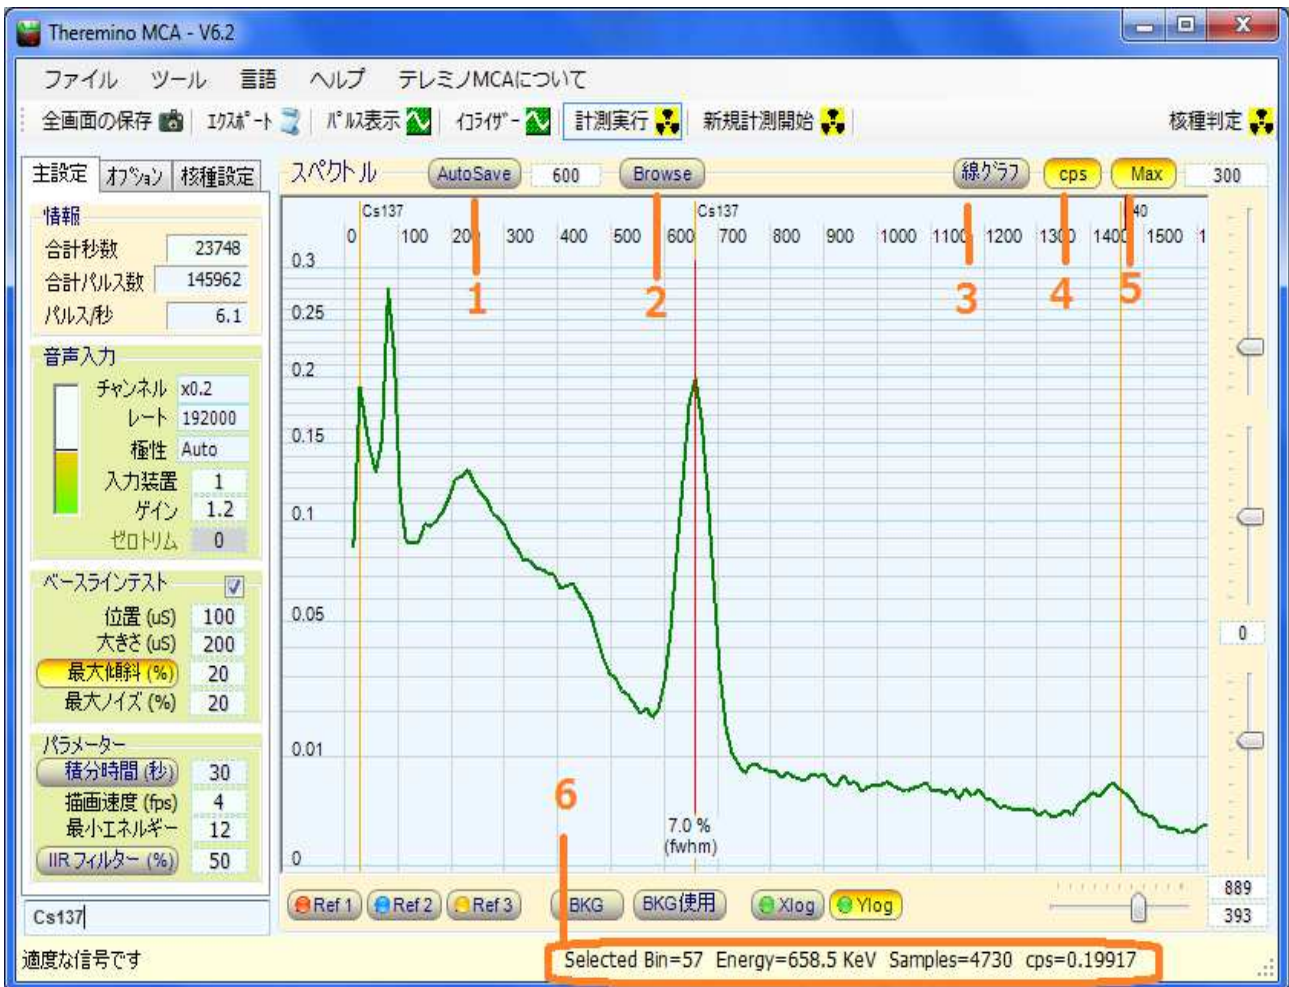 Theremino MCA - V6.2
ファイル ツール 言語 ヘルプ テレミノMCAについて
全画面の保存 エクスポート パルス表示 イコライザー 計測実行 新規計測開始 核種判定
主設定 オプション 核種設定
スペクトル AutoSave 600 Browse 線グラフ cps Max 300
情報
合計秒数 23748
合計パルス数 145962
パルス/秒 6.1
音声入力
チャンネル x0.2
レート 192000
極性 Auto
入力装置 1
ゲイン 1.2
ゼロトリム 0
ベースラインテスト
位置 (uS) 100
大きさ (uS) 200
最大傾斜 (%) 20
最大ノイズ (%) 20
パラメーター
積分時間 (秒) 30
描画速度 (fps) 4
最小エネルギー 12
IIR フィルター (%) 50
Cs137
Cs137 Cs137 40
0 100 200 300 400 500 600 700 800 900 1000 1100 1200 1300 1400 1500 1
0.3
0.25
0.2
0.15
0.1
0.05
0.01
0
1 2 3 4 5
6
7.0 %
(fwhm)
0
889
393
Ref 1 Ref 2 Ref 3 BKG BKG使用 Xlog Ylog
適度な信号です Selected Bin=57 Energy=658.5 KeV Samples=4730 cps=0.19917